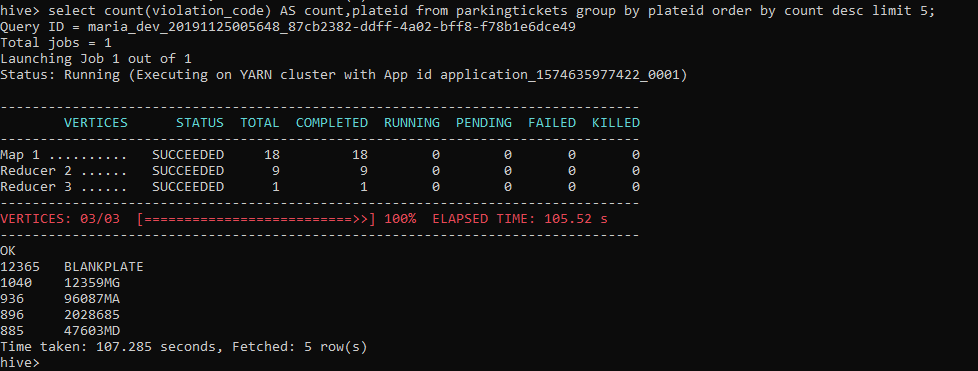 hive> select count(violation_code) AS count,plateid from parkingtickets group by plateid order by count desc limit 5;
Query ID = maria_dev_20191125005648_87cb2382-ddff-4a02-bff8-f78b1e6dce49
Total jobs = 1
Launching Job 1 out of 1
Status: Running (Executing on YARN cluster with App id application_1574635977422_0001)
--------------------------------------------------------------------------------
        VERTICES      STATUS  TOTAL  COMPLETED  RUNNING  PENDING  FAILED  KILLED
--------------------------------------------------------------------------------
Map 1 ..........   SUCCEEDED     18         18        0        0       0       0
Reducer 2 ......   SUCCEEDED      9          9        0        0       0       0
Reducer 3 ......   SUCCEEDED      1          1        0        0       0       0
--------------------------------------------------------------------------------
VERTICES: 03/03  [==========================>>] 100%  ELAPSED TIME: 105.52 s
--------------------------------------------------------------------------------
OK
12365   BLANKPLATE
1040    12359MG
936     96087MA
896     2028685
885     47603MD
Time taken: 107.285 seconds, Fetched: 5 row(s)
hive>